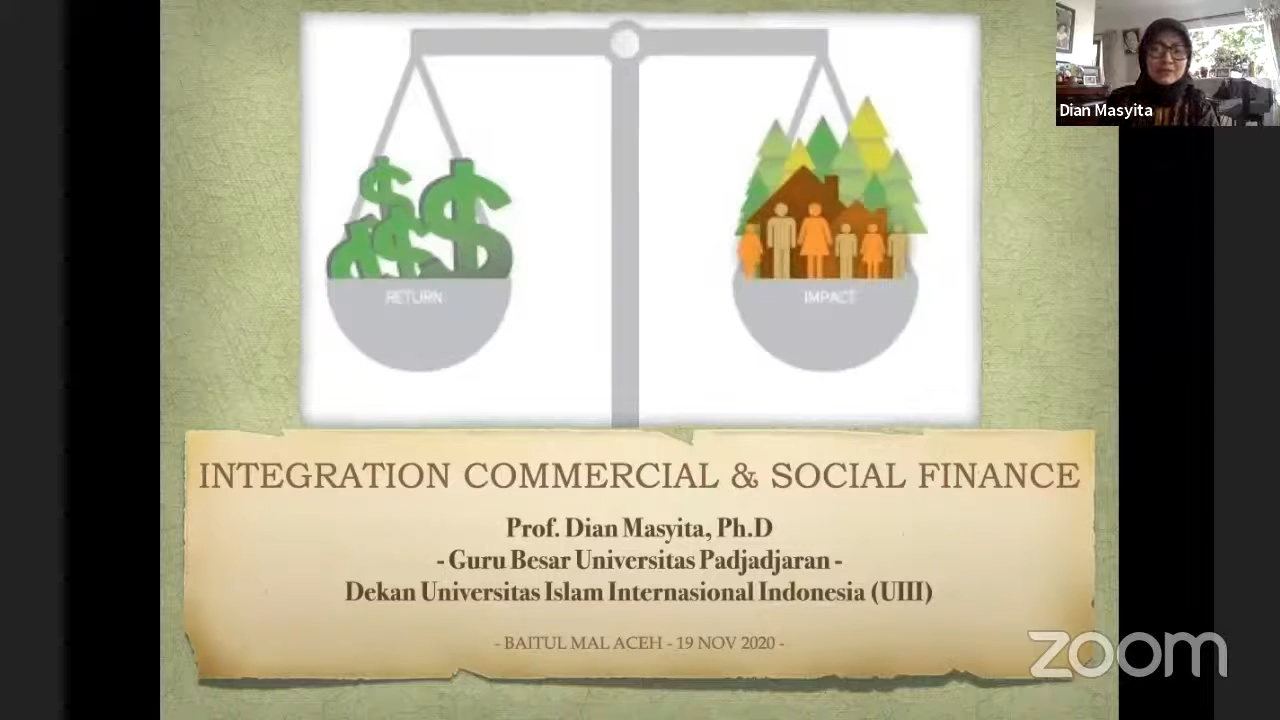 Dian Masyita
RETURN
IMPACT
INTEGRATION COMMERCIAL & SOCIAL FINANCE
Prof. Dian Masyita, Ph.D
- Guru Besar Universitas Padjadjaran -
Dekan Universitas Islam Internasional Indonesia (UIII)
- BAITUL MAL ACEH - 19 NOV 2020 -
zoom